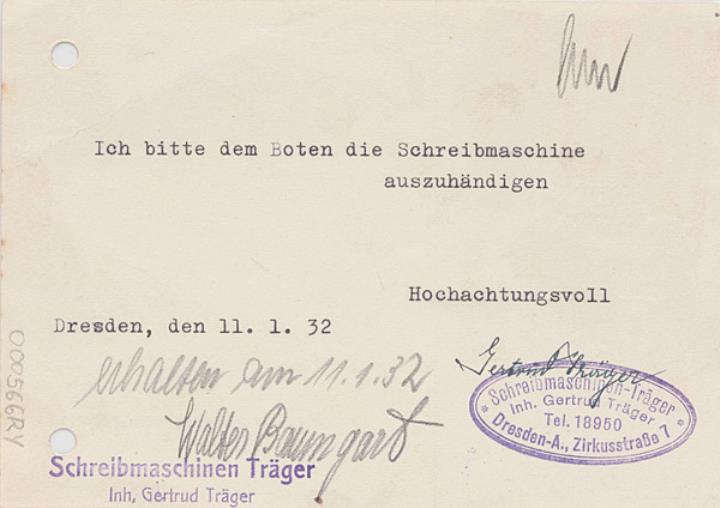 Ich bitte dem Boten die Schreibmaschine
auszuhändigen
Hochachtungsvoll
Dresden, den 11. 1. 32
Gertrud Träger
erhalten am 11.1.32
Walter Baumgart
* Schreibmaschinen-Träger *
Inh. Gertrud Träger
Tel. 18950
Dresden-A., Zirkusstraße 7
Schreibmaschinen Träger
Inh, Gertrud Träger
000566RY